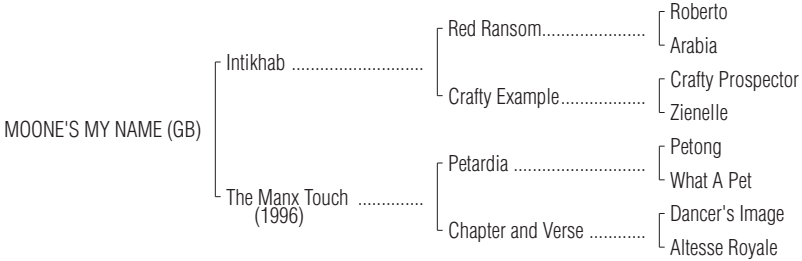 Roberto
Red Ransom......................
Arabia
Intikhab ............................
Crafty Prospector
Crafty Example..................
Zienelle
MOONE'S MY NAME (GB)
Petong
Petardia ............................
What A Pet
The Manx Touch ..............
(1996)
Dancer's Image
Chapter and Verse ............
Altesse Royale